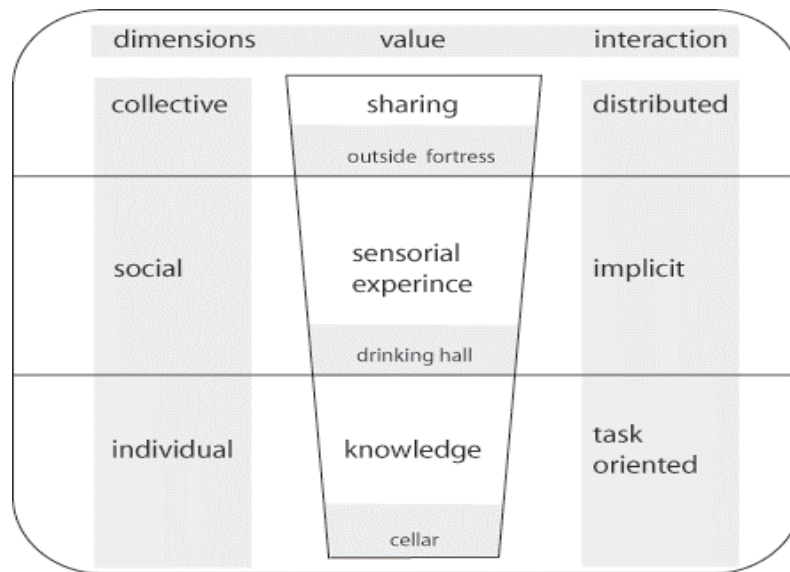 dimensions value interaction
collective sharing distributed
outside fortress
social sensorial experince implicit
drinking hall
individual knowledge task oriented
cellar